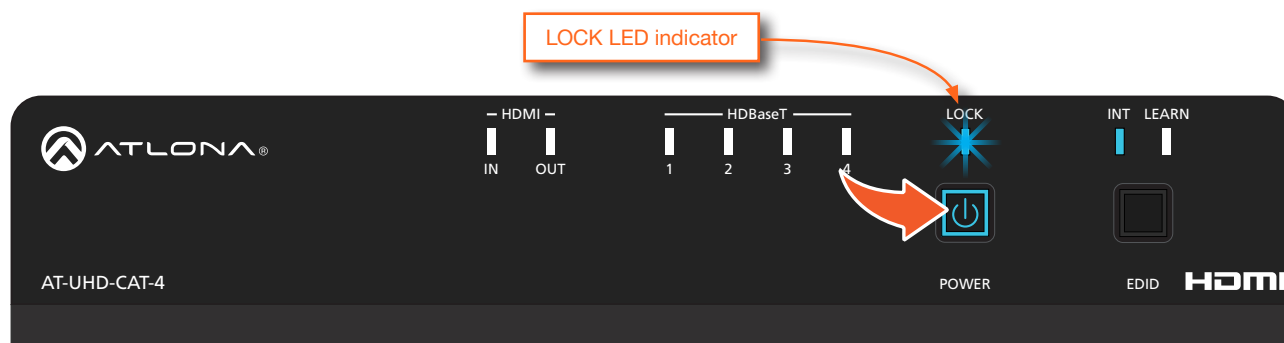 LOCK LED indicator
HDMI HDBaseT LOCK INT LEARN
ATLONA®
IN OUT 1 2 3 4
AT-UHD-CAT-4 POWER EDID HDMI